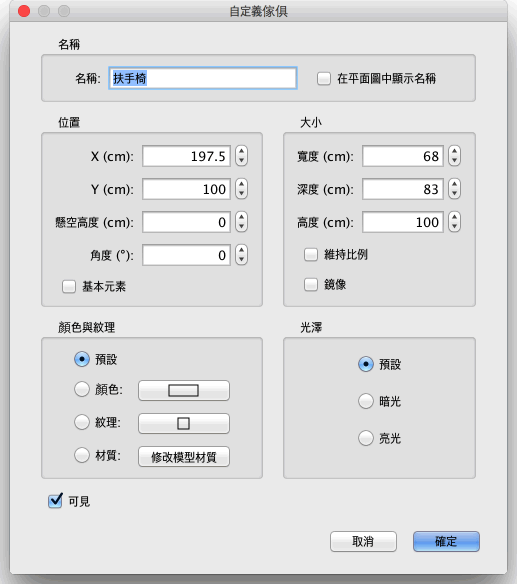 自定義傢俱
名稱
名稱: 扶手椅 在平面圖中顯示名稱
位置
X (cm): 197.5
Y (cm): 100
懸空高度 (cm): 0
角度 (°): 0
基本元素
大小
寬度 (cm): 68
深度 (cm): 83
高度 (cm): 100
維持比例
鏡像
顏色與紋理
預設
顏色:
紋理:
材質: 修改模型材質
光澤
預設
暗光
亮光
可見
取消 確定